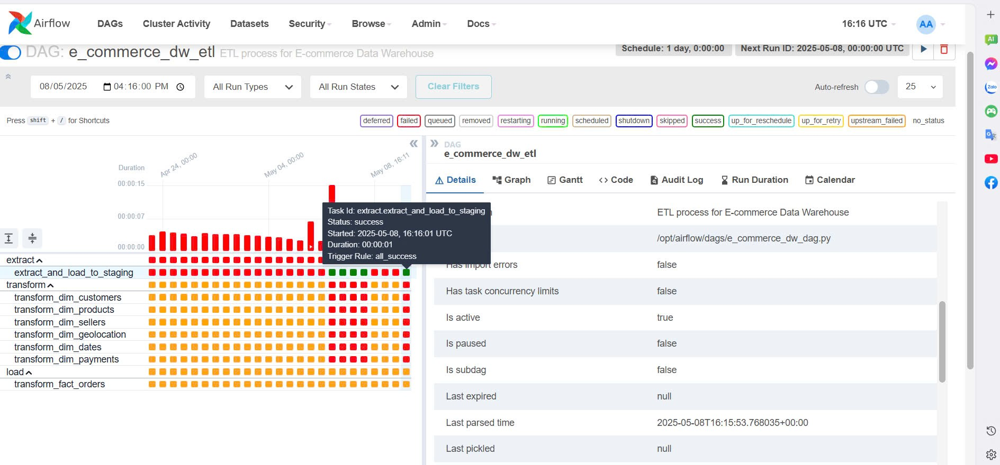 Airflow DAGs Cluster Activity Datasets Security Browse Admin Docs 16:16 UTC AA
DAG: e_commerce_dw_etl ETL process for E-commerce Data Warehouse Schedule: 1 day, 0:00:00 Next Run ID: 2025-05-08, 00:00:00 UTC
08/05/2025 04:16:00 PM All Run Types All Run States Clear Filters Auto-refresh 25
Press shift + / for Shortcuts deferred failed queued removed restarting running scheduled shutdown skipped success up_for_reschedule up_for_retry upstream_failed no_status
Duration
00:00:15
00:00:07
00:00:00
Apr 24, 00:00
May 04, 00:00
May 08, 16:11
Task Id: extract.extract_and_load_to_staging
Status: success
Started: 2025-05-08, 16:16:01 UTC
Duration: 00:00:01
Trigger Rule: all_success
extract
extract_and_load_to_staging
transform
transform_dim_customers
transform_dim_products
transform_dim_sellers
transform_dim_geolocation
transform_dim_dates
transform_dim_payments
load
transform_fact_orders
DAG
e_commerce_dw_etl
Details Graph Gantt Code Audit Log Run Duration Calendar
ETL process for E-commerce Data Warehouse
/opt/airflow/dags/e_commerce_dw_dag.py
Has import errors false
Has task concurrency limits false
Is active true
Is paused false
Is subdag false
Last expired null
Last parsed time 2025-05-08T16:15:53.768035+00:00
Last pickled null
AI
Zalo